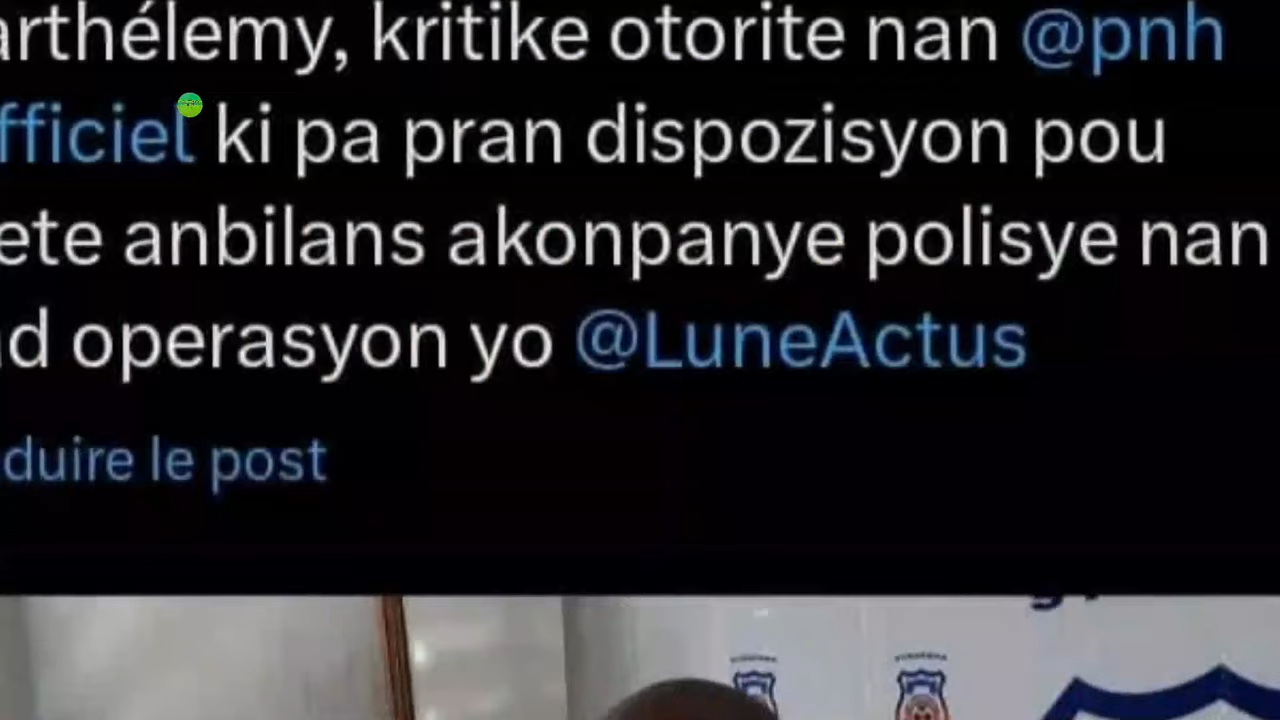 arthélemy, kritike otorite nan @pnh
fficiel ki pa pran dispozisyon pou
ete anbilans akonpanye polisye nan
d operasyon yo @LuneActus
duire le post